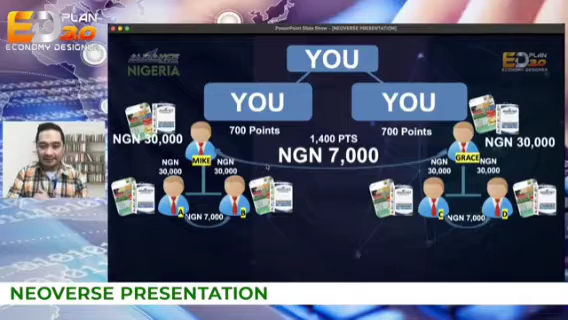 ED PLAN 3.0
ECONOMY DESIGNE
PowerPoint Slide Show - [NEOVERSE PRESENTATION]
ALLIANCE
NIGERIA
YOU
ED PLAN 3.0
ECONOMY DESIGNE
YOU
YOU
700 Points
700 Points
1,400 PTS
NGN 7,000
NGN 30,000
NGN 30,000
MIKE
GRACE
NGN 30,000
NGN 30,000
NGN 30,000
NGN 30,000
A
NGN 7,000
B
C
NGN 7,000
D
NEOVERSE PRESENTATION